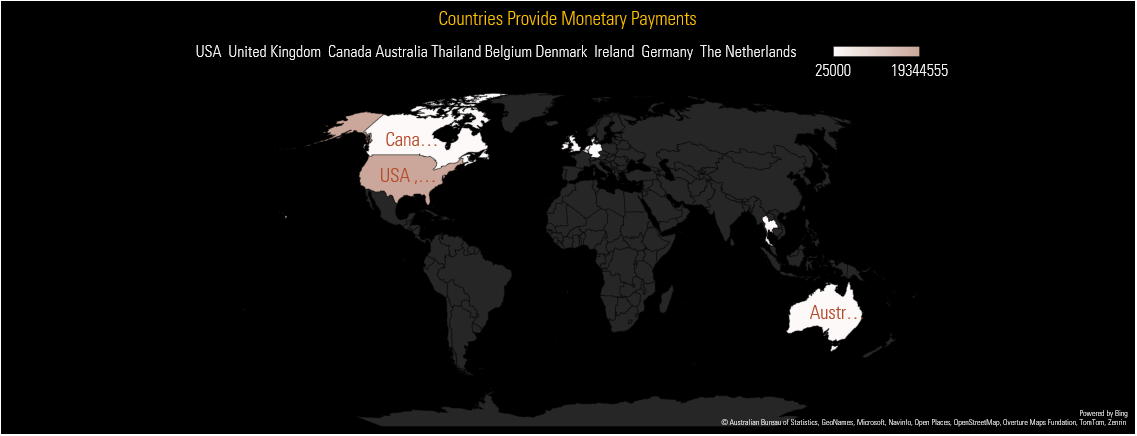 Countries Provide Monetary Payments
USA United Kingdom Canada Australia Thailand Belgium Denmark Ireland Germany The Netherlands
25000 19344555
Cana...
USA ,...
Austr...
Powered by Bing
© Australian Bureau of Statistics, GeoNames, Microsoft, Navinfo, Open Places, OpenStreetMap, Overture Maps Fundation, TomTom, Zenrin